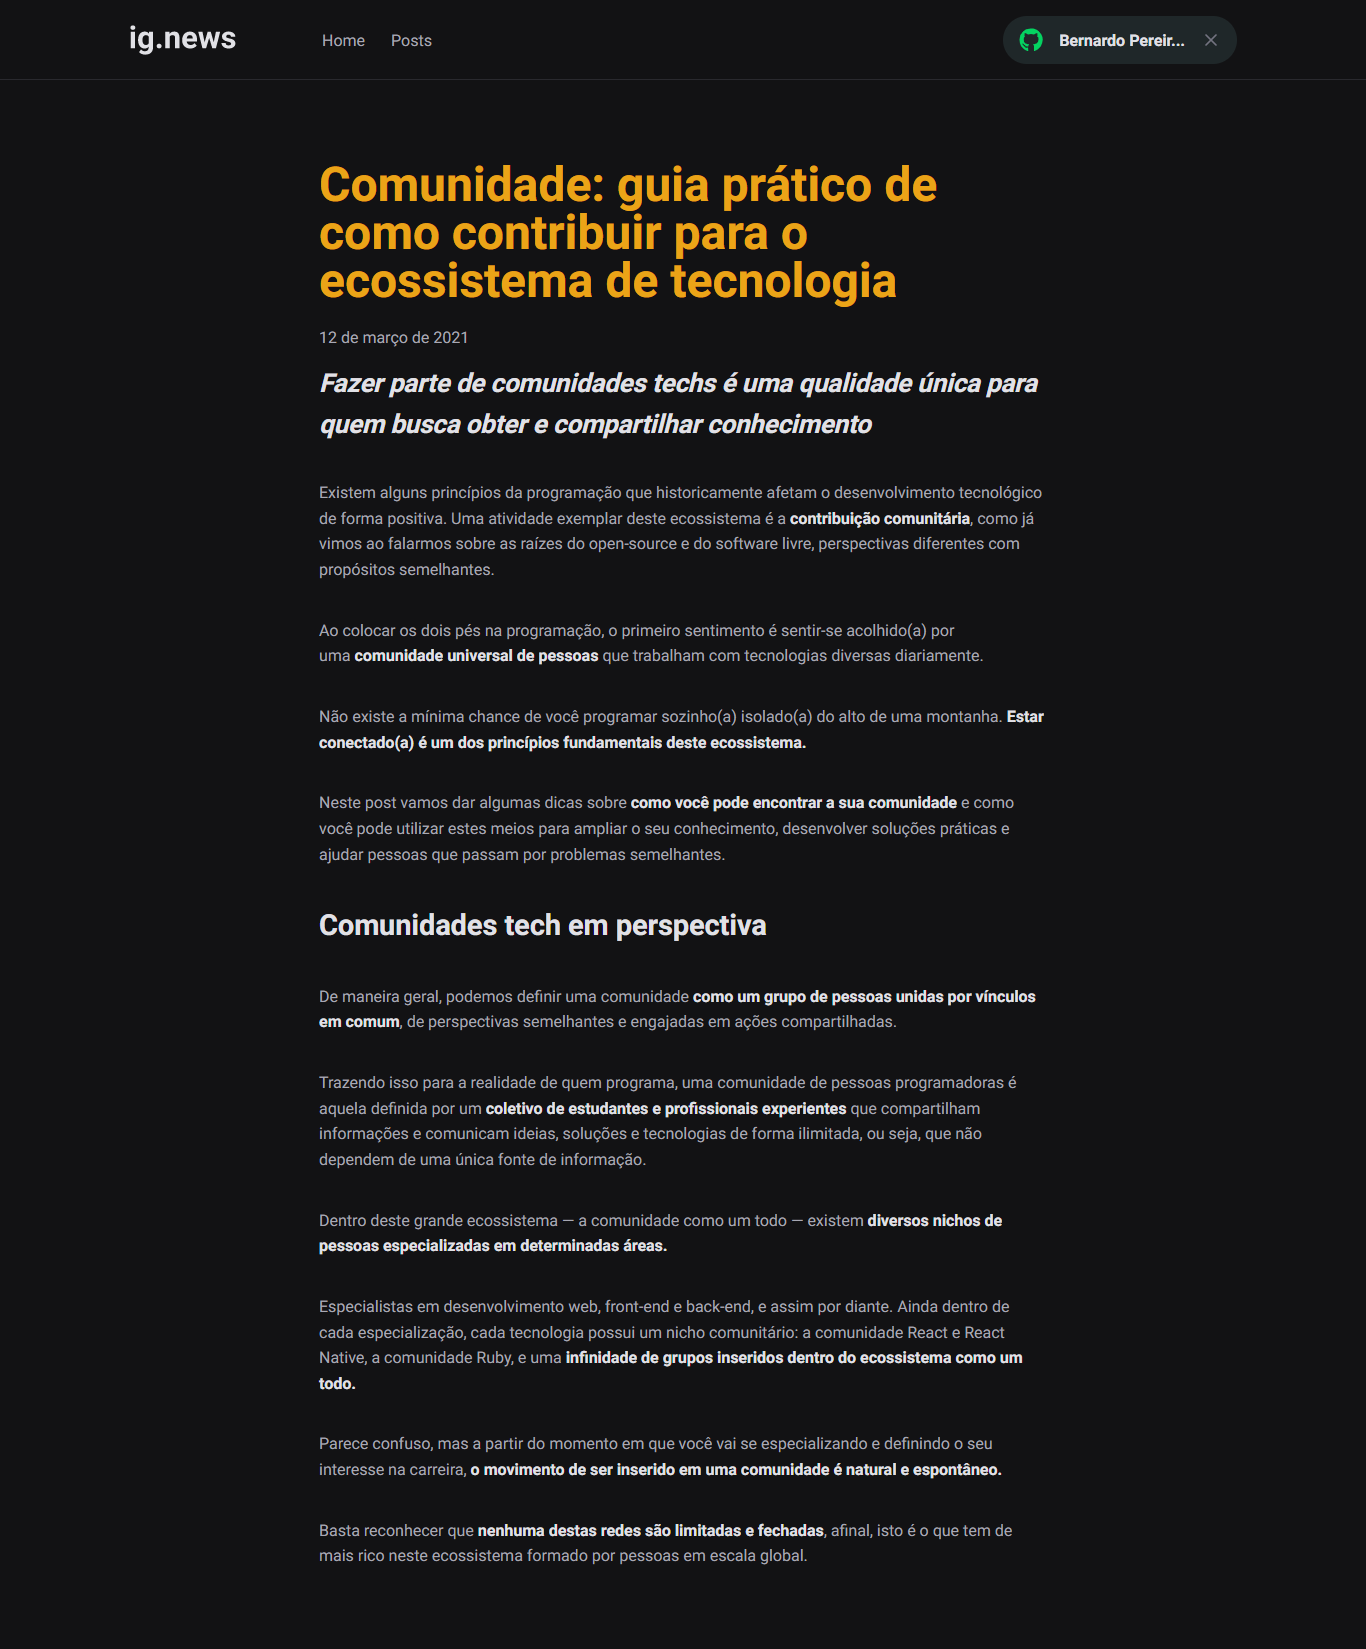 ig.news
Home
Posts
Bernardo Pereir...
Comunidade: guia prático de
como contribuir para o
ecossistema de tecnologia
12 de março de 2021
Fazer parte de comunidades techs é uma qualidade única para
quem busca obter e compartilhar conhecimento
Existem alguns princípios da programação que historicamente afetam o desenvolvimento tecnológico
de forma positiva. Uma atividade exemplar deste ecossistema é a contribuição comunitária, como já
vimos ao falarmos sobre as raízes do open-source e do software livre, perspectivas diferentes com
propósitos semelhantes.
Ao colocar os dois pés na programação, o primeiro sentimento é sentir-se acolhido(a) por
uma comunidade universal de pessoas que trabalham com tecnologias diversas diariamente.
Não existe a mínima chance de você programar sozinho(a) isolado(a) do alto de uma montanha. Estar
conectado(a) é um dos princípios fundamentais deste ecossistema.
Neste post vamos dar algumas dicas sobre como você pode encontrar a sua comunidade e como
você pode utilizar estes meios para ampliar o seu conhecimento, desenvolver soluções práticas e
ajudar pessoas que passam por problemas semelhantes.
Comunidades tech em perspectiva
De maneira geral, podemos definir uma comunidade como um grupo de pessoas unidas por vínculos
em comum, de perspectivas semelhantes e engajadas em ações compartilhadas.
Trazendo isso para a realidade de quem programa, uma comunidade de pessoas programadoras é
aquela definida por um coletivo de estudantes e profissionais experientes que compartilham
informações e comunicam ideias, soluções e tecnologias de forma ilimitada, ou seja, que não
dependem de uma única fonte de informação.
Dentro deste grande ecossistema — a comunidade como um todo — existem diversos nichos de
pessoas especializadas em determinadas áreas.
Especialistas em desenvolvimento web, front-end e back-end, e assim por diante. Ainda dentro de
cada especialização, cada tecnologia possui um nicho comunitário: a comunidade React e React
Native, a comunidade Ruby, e uma infinidade de grupos inseridos dentro do ecossistema como um
todo.
Parece confuso, mas a partir do momento em que você vai se especializando e definindo o seu
interesse na carreira, o movimento de ser inserido em uma comunidade é natural e espontâneo.
Basta reconhecer que nenhuma destas redes são limitadas e fechadas, afinal, isto é o que tem de
mais rico neste ecossistema formado por pessoas em escala global.